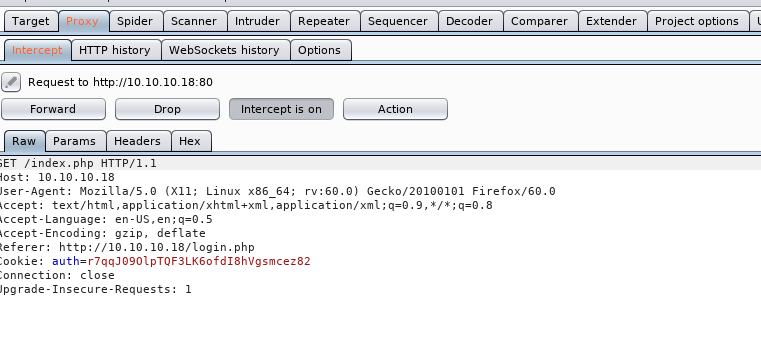 Target Proxy Spider Scanner Intruder Repeater Sequencer Decoder Comparer Extender Project options
Intercept HTTP history WebSockets history Options
Request to http://10.10.10.18:80
Forward Drop Intercept is on Action
Raw Params Headers Hex
GET /index.php HTTP/1.1
Host: 10.10.10.18
User-Agent: Mozilla/5.0 (X11; Linux x86_64; rv:60.0) Gecko/20100101 Firefox/60.0
Accept: text/html,application/xhtml+xml,application/xml;q=0.9,*/*;q=0.8
Accept-Language: en-US,en;q=0.5
Accept-Encoding: gzip, deflate
Referer: http://10.10.10.18/login.php
Cookie: auth=r7qqJ09OlpTQF3LK6ofdI8hVgsmcez82
Connection: close
Upgrade-Insecure-Requests: 1